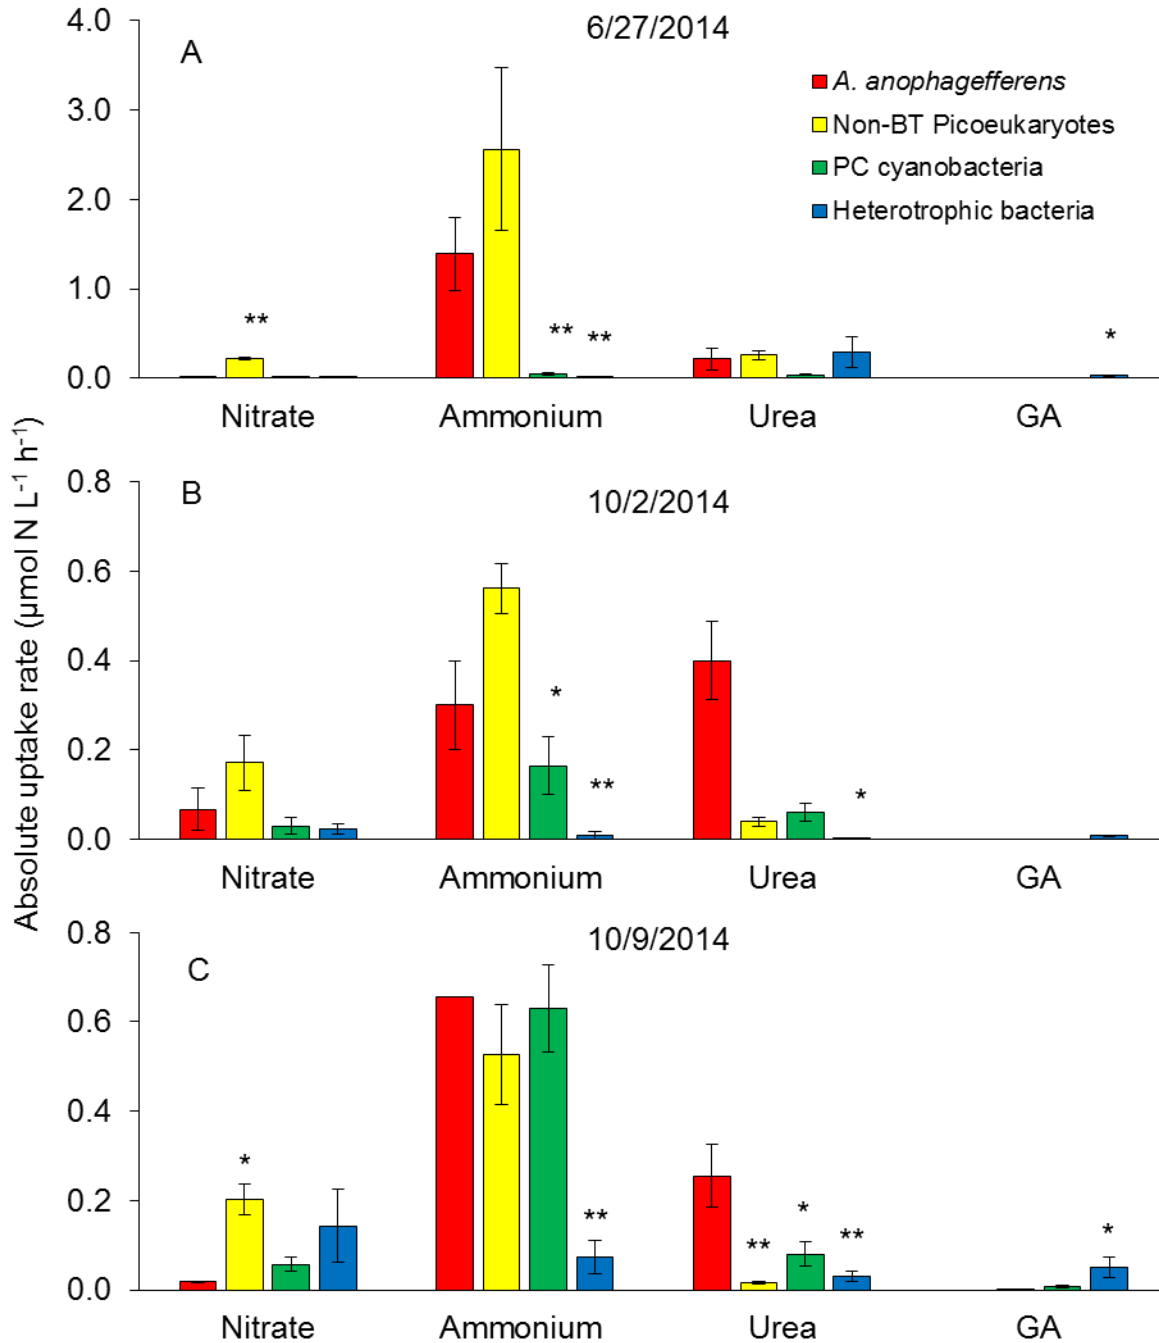 Absolute uptake rate (µmol N L⁻¹ h⁻¹)
A
6/27/2014
A. anophagefferens
Non-BT Picoeukaryotes
PC cyanobacteria
Heterotrophic bacteria
4.0
3.0
2.0
1.0
0.0
**
**
**
*
Nitrate Ammonium Urea GA
B
10/2/2014
0.8
0.6
0.4
0.2
0.0
*
**
*
Nitrate Ammonium Urea GA
C
10/9/2014
0.8
0.6
0.4
0.2
0.0
*
**
**
*
**
*
Nitrate Ammonium Urea GA